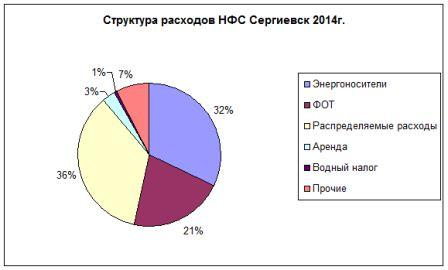 Структура расходов НФС Сергиевск 2014г.
1%
7%
3%
32%
36%
21%
Энергоносители
ФОТ
Распределяемые расходы
Аренда
Водный налог
Прочие